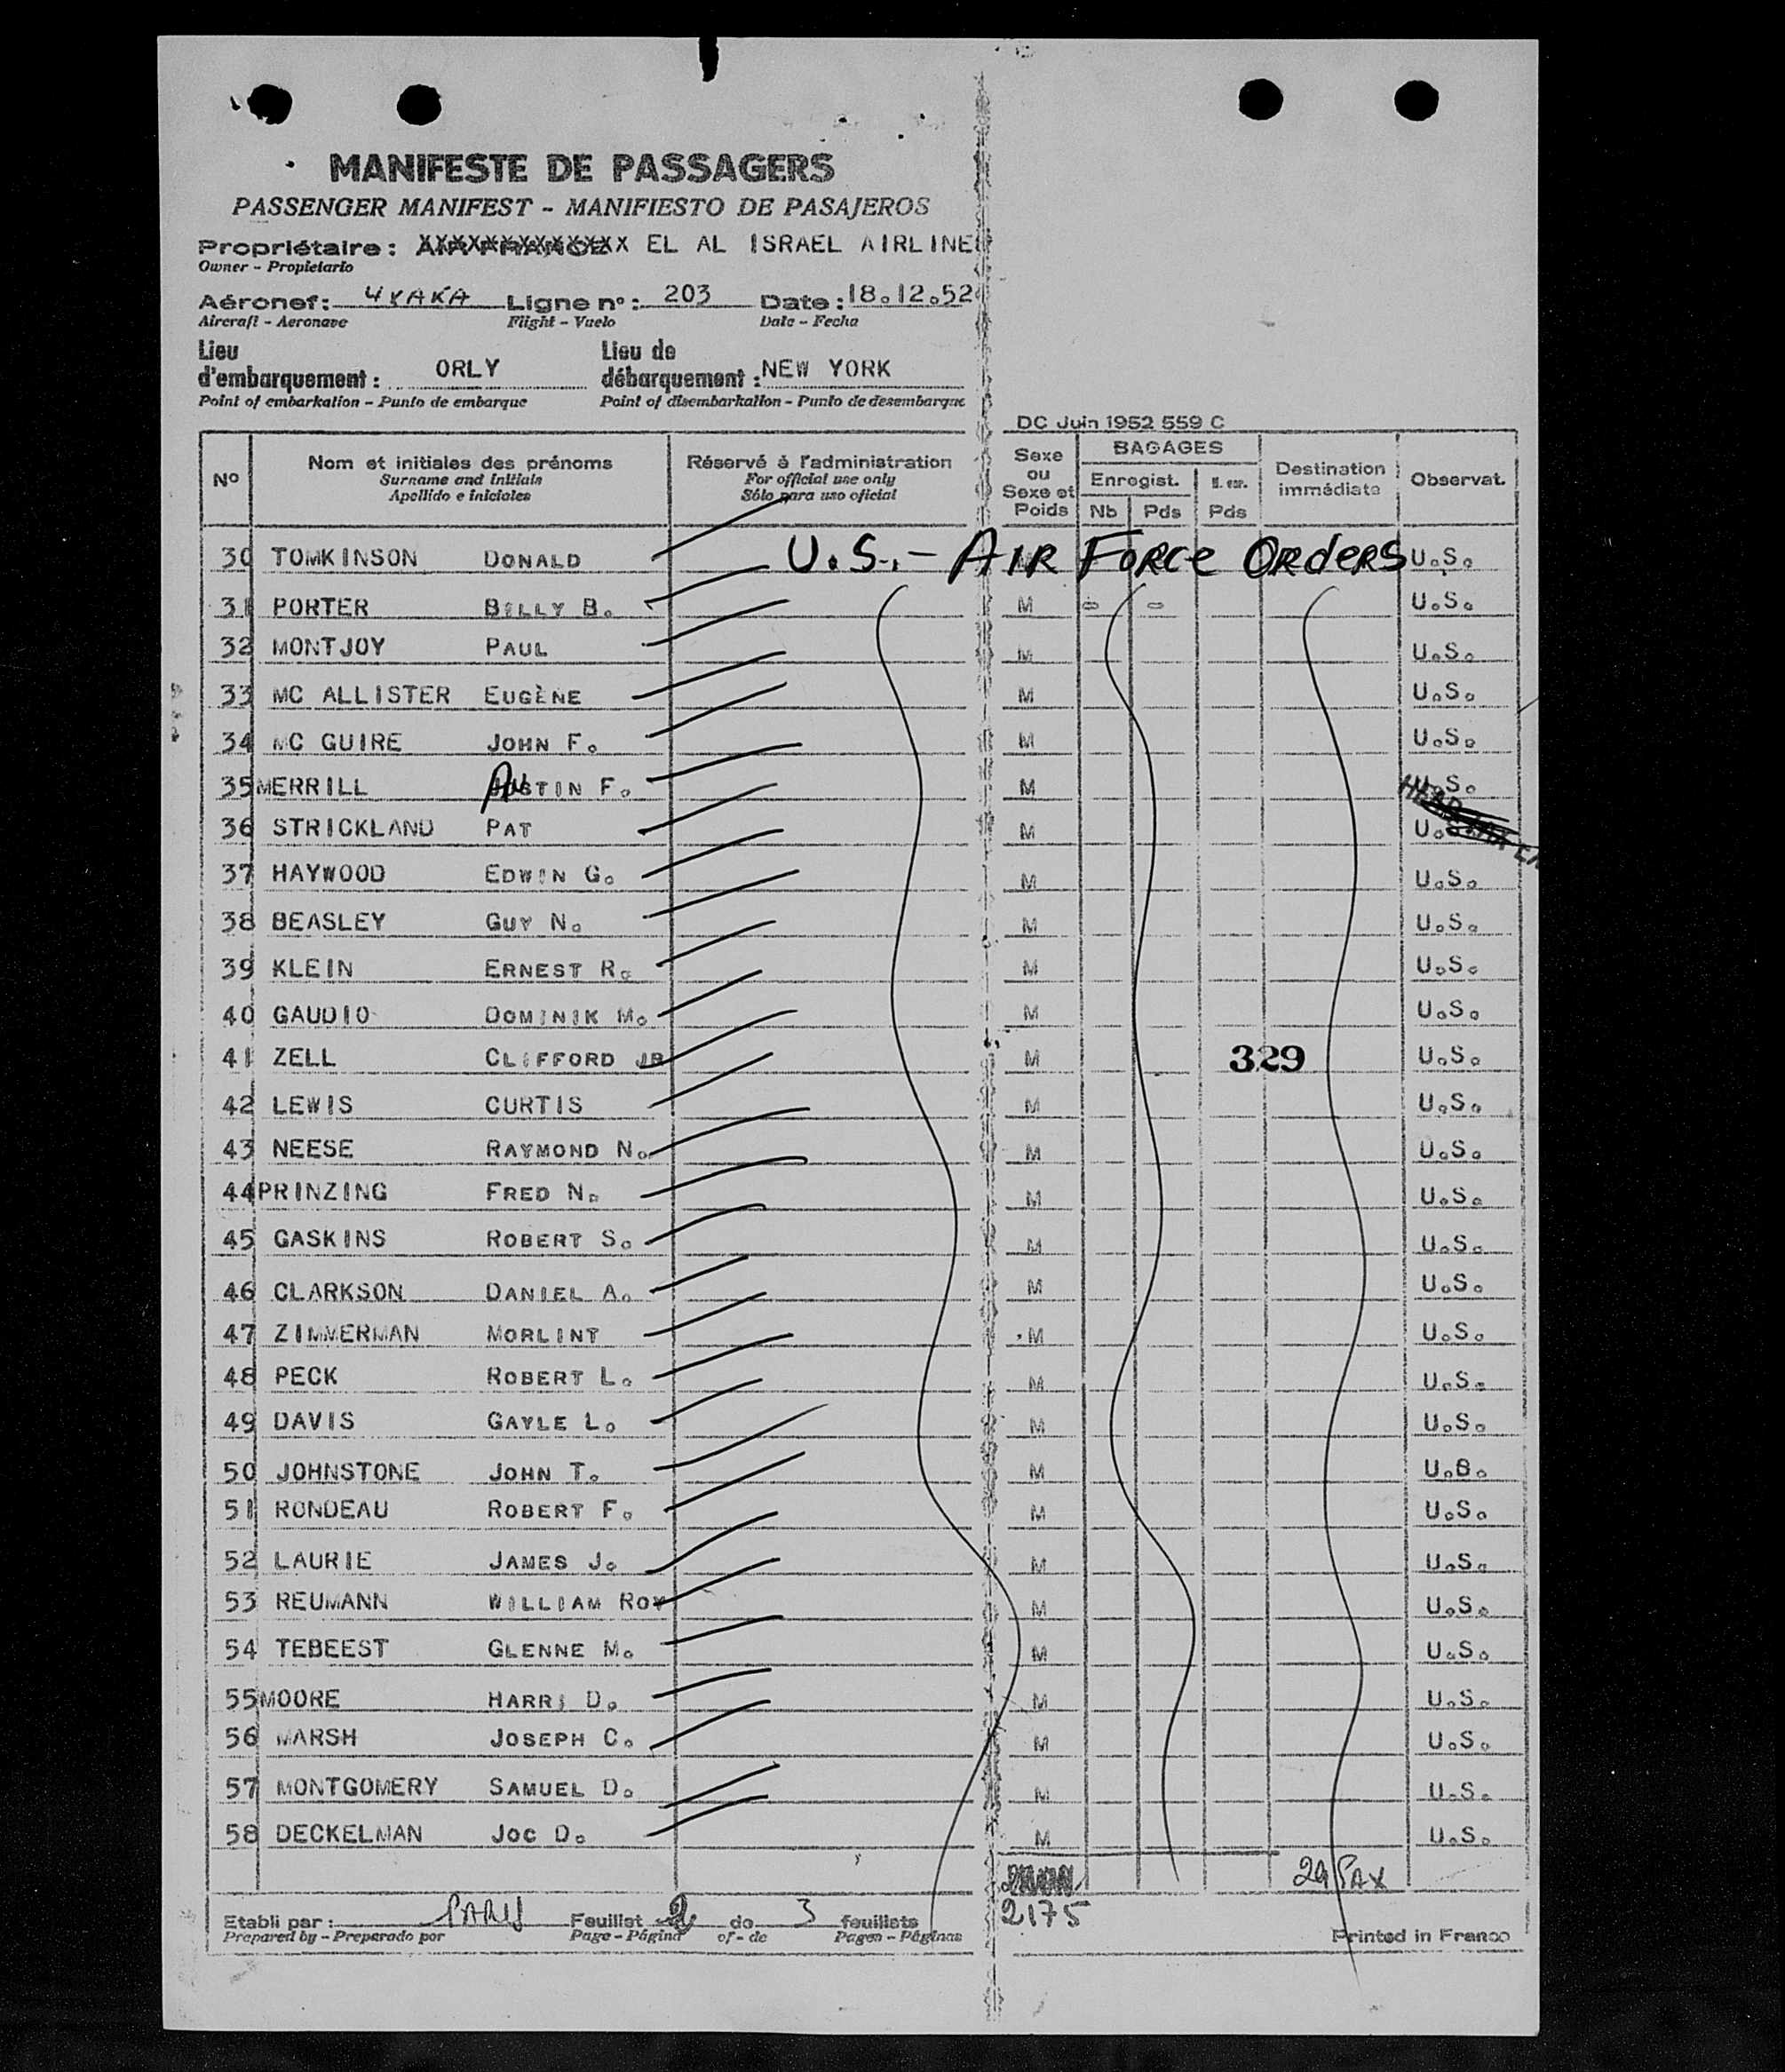 MANIFESTE DE PASSAGERS
PASSENGER MANIFEST - MANIFIESTO DE PASAJEROS
Propriétaire : AIR FRANCE EL AL ISRAEL AIRLINE
Owner - Propietario
Aéronef: 4XAKA Ligne n°: 203 Date: 18.12.52
Aircraft - Aeronave Flight - Vuelo Date - Fecha
Lieu d'embarquement : ORLY Lieu de débarquement : NEW YORK
Point of embarkation - Punto de embarque Point of disembarkation - Punto de desembarque
DC Juin 1952 559 C
N° Nom et initiales des prénoms Réservé à l'administration Sexe ou Sexe et Poids BAGAGES Destination immédiate Observat.
Surname and Initials For official use only Enregist.
Apellido e iniciales Sólo para uso oficial Nb Pds Pds
30 TOMKINSON DONALD U.S. - AIR FORCE ORDERS U.S.
31 PORTER BILLY B. M U.S.
32 MONTJOY PAUL M U.S.
33 MC ALLISTER EUGÈNE M U.S.
34 MC GUIRE JOHN F. M U.S.
35 MERRILL AUSTIN F. M U.S.
36 STRICKLAND PAT M U.S.
37 HAYWOOD EDWIN G. M U.S.
38 BEASLEY GUY N. M U.S.
39 KLEIN ERNEST R. M U.S.
40 GAUDIO DOMINIK M. M U.S.
41 ZELL CLIFFORD JR M 329 U.S.
42 LEWIS CURTIS M U.S.
43 NEESE RAYMOND N. M U.S.
44 PRINZING FRED N. M U.S.
45 GASKINS ROBERT S. M U.S.
46 CLARKSON DANIEL A. M U.S.
47 ZIMMERMAN MORLINT M U.S.
48 PECK ROBERT L. M U.S.
49 DAVIS GAYLE L. M U.S.
50 JOHNSTONE JOHN T. M U.S.
51 RONDEAU ROBERT F. M U.S.
52 LAURIE JAMES J. M U.S.
53 REUMANN WILLIAM ROY M U.S.
54 TEBEEST GLENNE M. M U.S.
55 MOORE HARRI D. M U.S.
56 MARSH JOSEPH C. M U.S.
57 MONTGOMERY SAMUEL D. M U.S.
58 DECKELMAN JOC D. M U.S.
29 PAX
2175
Etabli par : PARIS Feuillet 2 de 3 feuillets
Prepared by - Preparado por Page - Página of - de Pages - Páginas
Printed in France